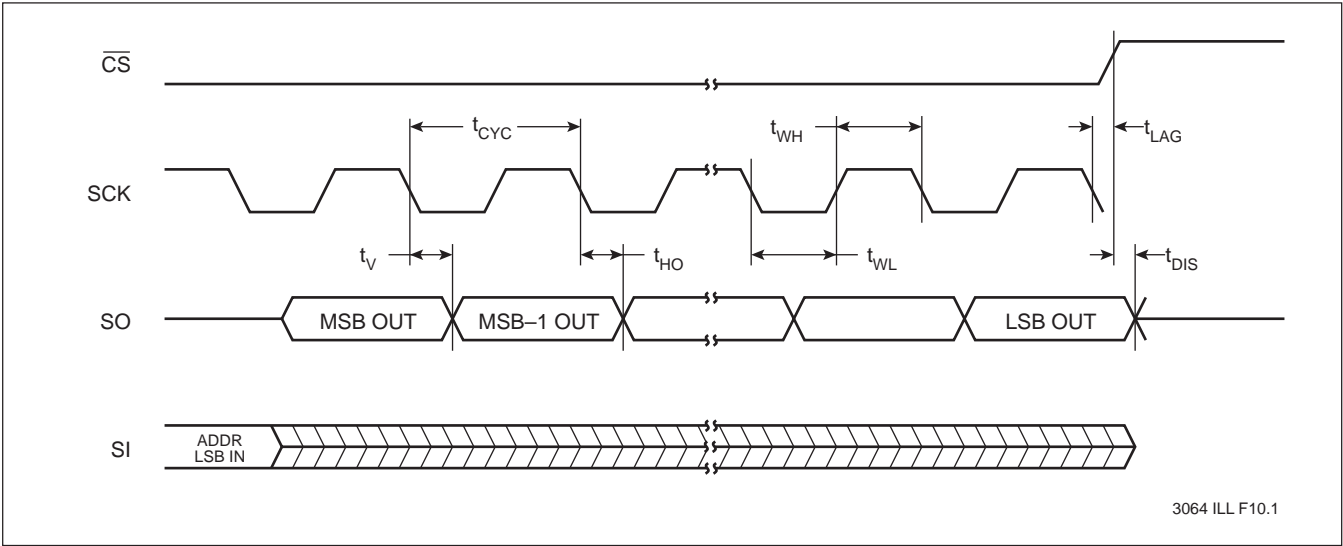 CS
tCYC
tWH
tLAG
SCK
tV
tHO
tWL
tDIS
SO
MSB OUT
MSB–1 OUT
LSB OUT
SI
ADDR
LSB IN
3064 ILL F10.1